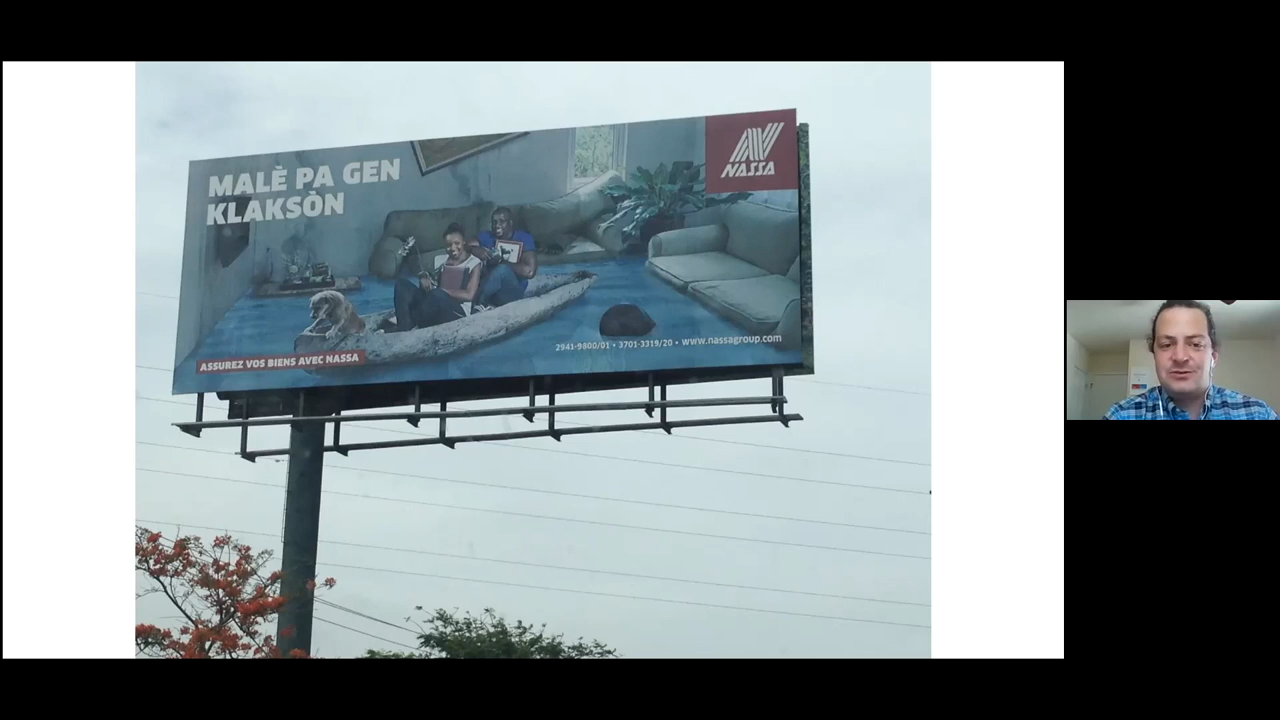 MALÈ PA GEN
KLAKSÒN
NASSA
2941-9800/01 • 3701-3319/20 • www.nassagroup.com
ASSUREZ VOS BIENS AVEC NASSA